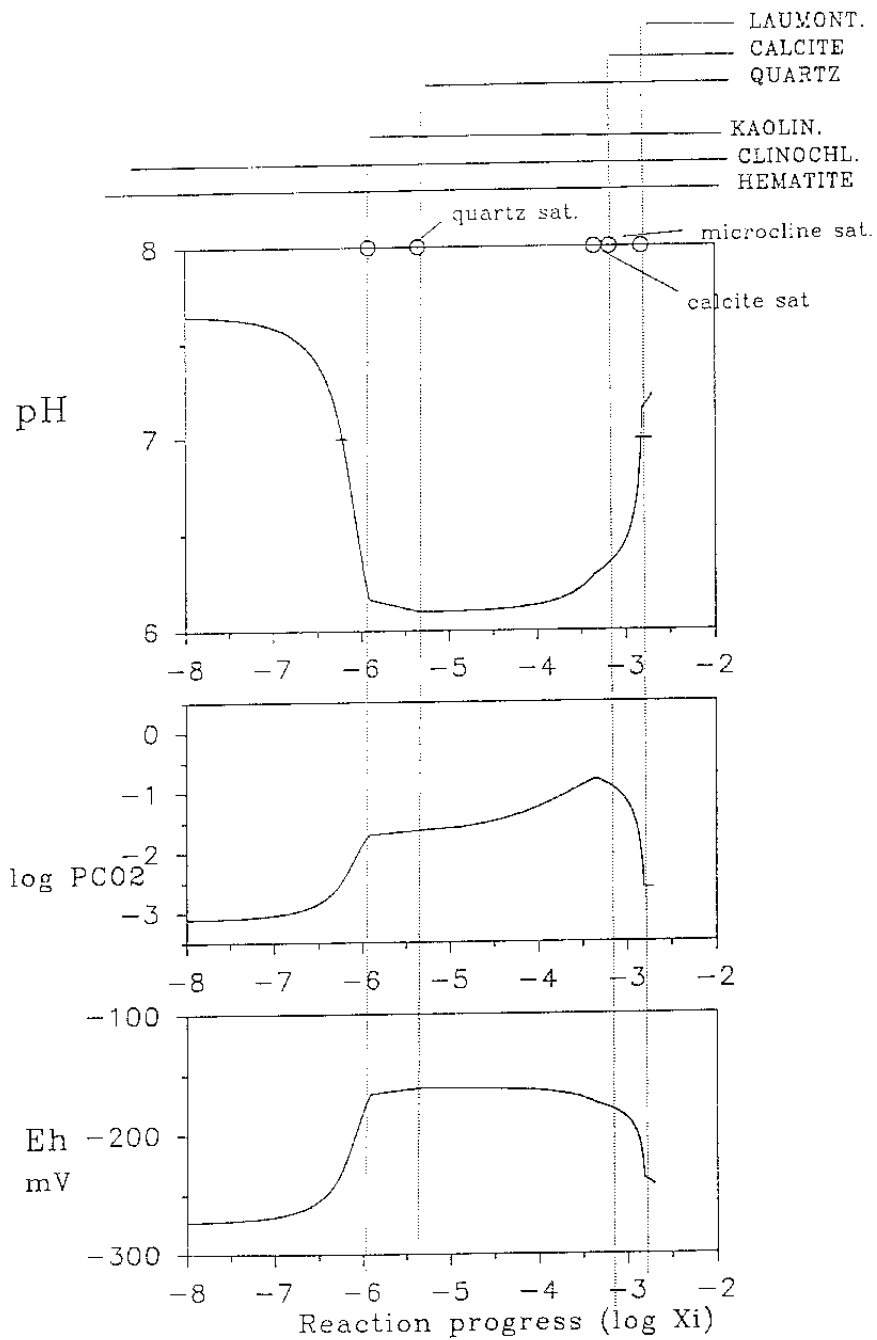 LAUMONT.
CALCITE
QUARTZ
KAOLIN.
CLINOCHL.
HEMATITE
quartz sat.
microcline sat.
calcite sat
8
7
6
pH
−8 −7 −6 −5 −4 −3 −2
0
−1
−2
−3
log PCO2
−8 −7 −6 −5 −4 −3 −2
−100
−200
−300
Eh
mV
−8 −7 −6 −5 −4 −3 −2
Reaction progress (log Xi)